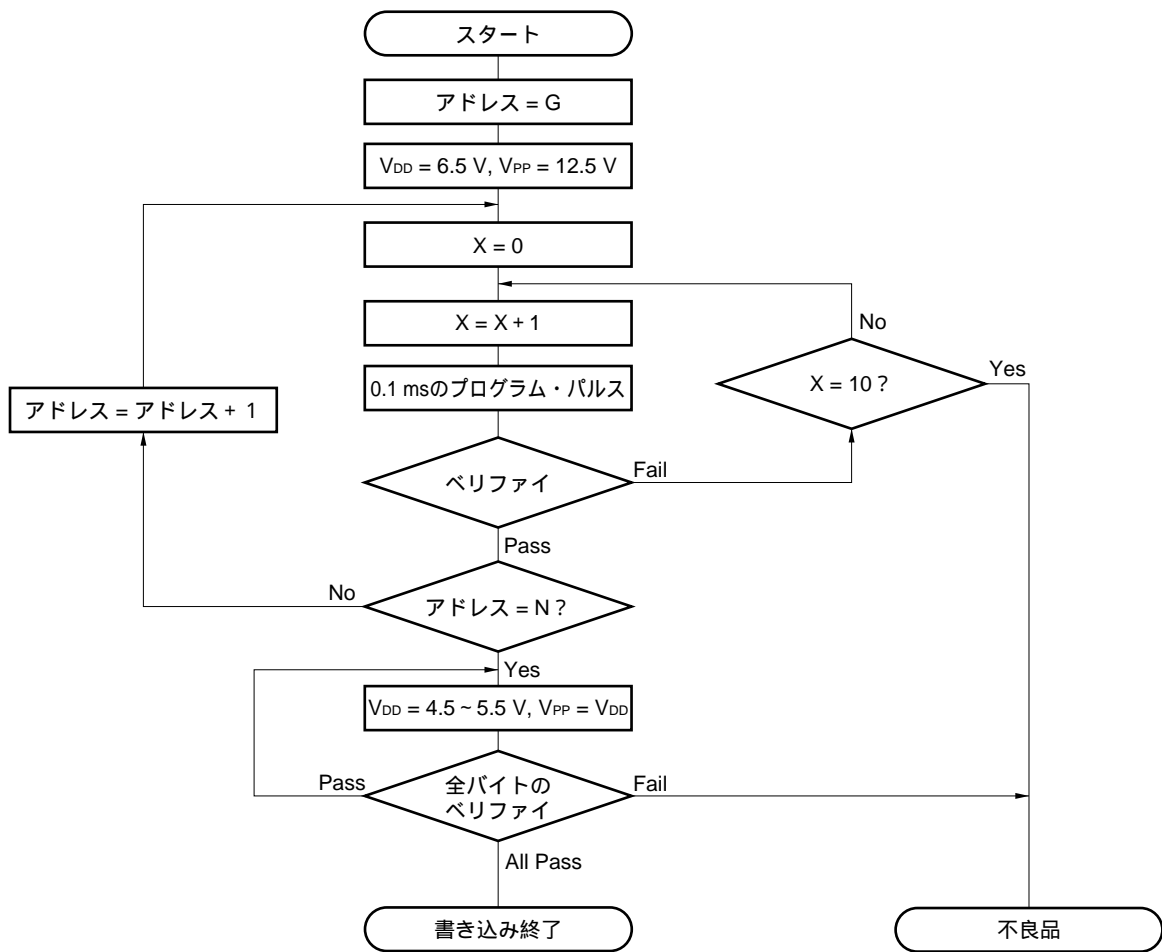 スタート
アドレス = G
VDD = 6.5 V, VPP = 12.5 V
X = 0
X = X + 1
No
0.1 msのプログラム・パルス
X = 10 ?
Yes
アドレス = アドレス + 1
ベリファイ
Fail
Pass
No
アドレス = N ?
Yes
VDD = 4.5 ~ 5.5 V, VPP = VDD
Pass
全バイトの
ベリファイ
Fail
All Pass
書き込み終了
不良品